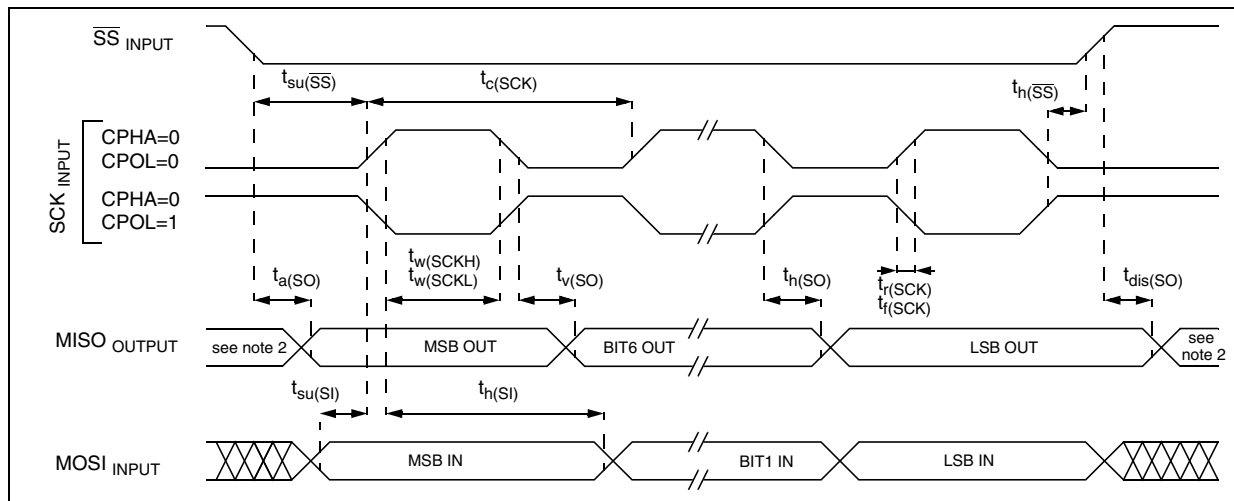 SS INPUT
tsu(SS)
tc(SCK)
th(SS)
SCK INPUT
CPHA=0
CPOL=0
CPHA=0
CPOL=1
ta(SO)
tw(SCKH)
tw(SCKL)
tv(SO)
th(SO)
tr(SCK)
tf(SCK)
tdis(SO)
MISO OUTPUT
see note 2
MSB OUT
BIT6 OUT
LSB OUT
see
note 2
tsu(SI)
th(SI)
MOSI INPUT
MSB IN
BIT1 IN
LSB IN